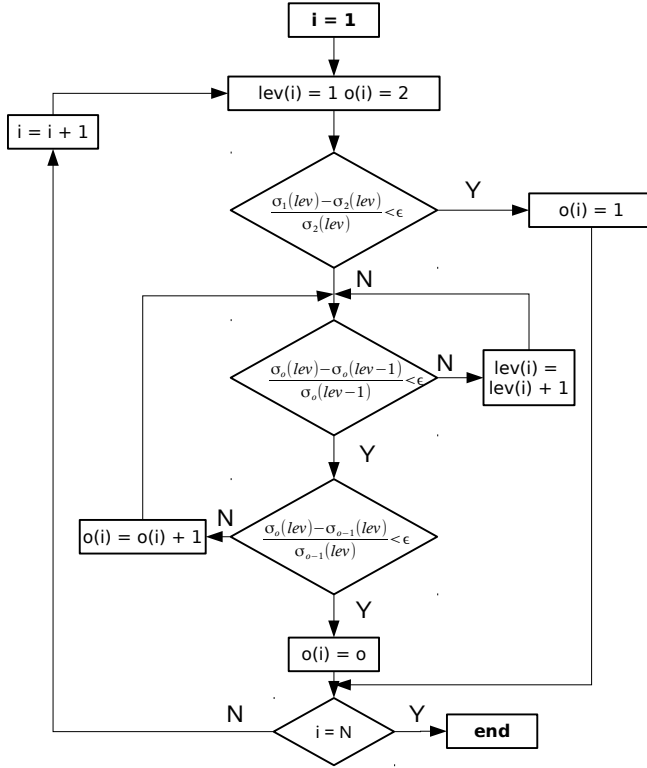 i = 1
lev(i) = 1 o(i) = 2
i = i + 1
Y
σ₁(lev)−σ₂(lev)
σ₂(lev)
<ϵ
o(i) = 1
N
σₒ(lev)−σₒ(lev−1)
σₒ(lev−1)
<ϵ
N
lev(i) =
lev(i) + 1
Y
o(i) = o(i) + 1
N
σₒ(lev)−σₒ₋₁(lev)
σₒ₋₁(lev)
<ϵ
Y
o(i) = o
N
i = N
Y
end